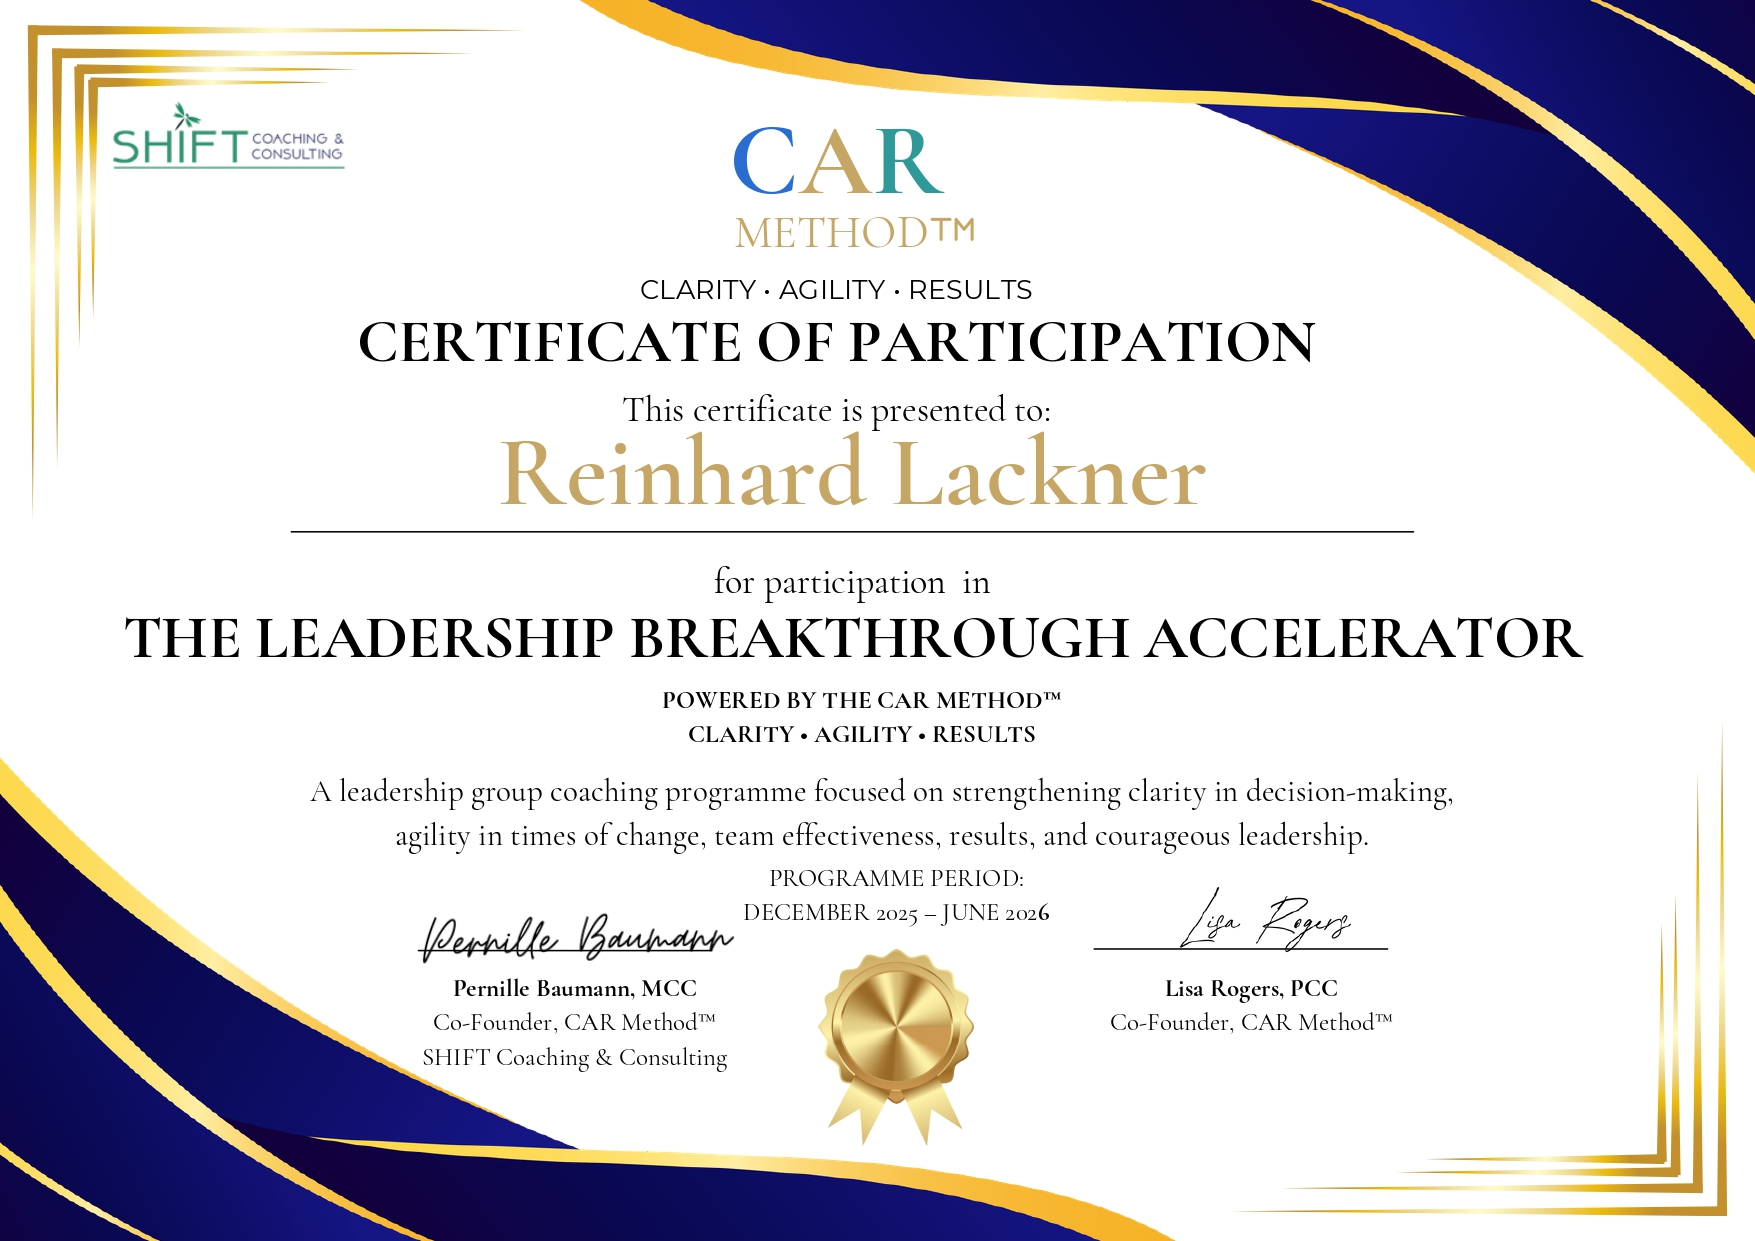 SHIFT COACHING & CONSULTING
CAR
METHOD™
CLARITY • AGILITY • RESULTS
CERTIFICATE OF PARTICIPATION
This certificate is presented to:
Reinhard Lackner
for participation in
THE LEADERSHIP BREAKTHROUGH ACCELERATOR
POWERED BY THE CAR METHOD™
CLARITY • AGILITY • RESULTS
A leadership group coaching programme focused on strengthening clarity in decision-making,
agility in times of change, team effectiveness, results, and courageous leadership.
PROGRAMME PERIOD:
DECEMBER 2025 – JUNE 2026
Pernille Baumann
Pernille Baumann, MCC
Co-Founder, CAR Method™
SHIFT Coaching & Consulting
Lisa Rogers
Lisa Rogers, PCC
Co-Founder, CAR Method™